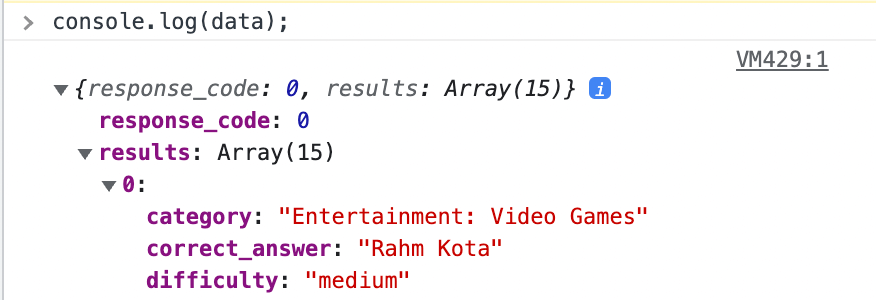 console.log(data);
VM429:1
{response_code: 0, results: Array(15)} i
response_code: 0
results: Array(15)
0:
category: "Entertainment: Video Games"
correct_answer: "Rahm Kota"
difficulty: "medium"